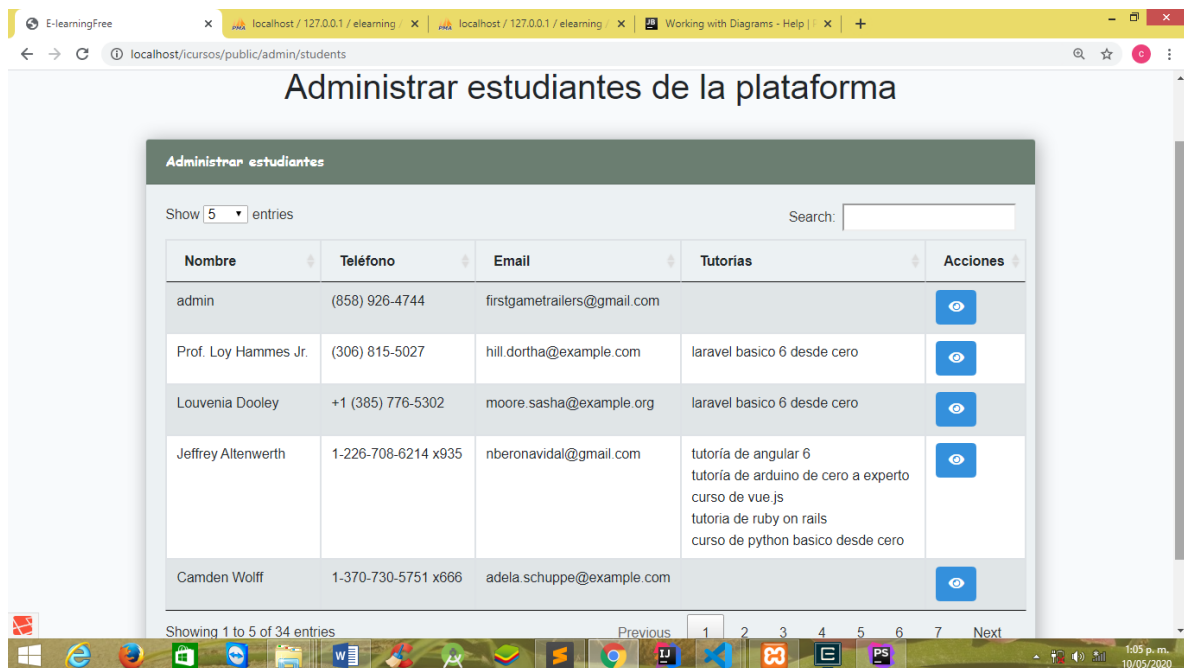 E-learningFree
localhost / 127.0.0.1 / elearning /
localhost / 127.0.0.1 / elearning /
Working with Diagrams - Help |
localhost/icursos/public/admin/students
Administrar estudiantes de la plataforma
Administrar estudiantes
Show 5 entries
Search:
Nombre Teléfono Email Tutorías Acciones
admin (858) 926-4744 firstgametrailers@gmail.com
Prof. Loy Hammes Jr. (306) 815-5027 hill.dortha@example.com laravel basico 6 desde cero
Louvenia Dooley +1 (385) 776-5302 moore.sasha@example.org laravel basico 6 desde cero
Jeffrey Altenwerth 1-226-708-6214 x935 nberonavidal@gmail.com tutoría de angular 6
tutoría de arduino de cero a experto
curso de vue.js
tutoria de ruby on rails
curso de python basico desde cero
Camden Wolff 1-370-730-5751 x666 adela.schuppe@example.com
Showing 1 to 5 of 34 entries
Previous 1 2 3 4 5 6 7 Next
1:05 p. m.
10/05/2020